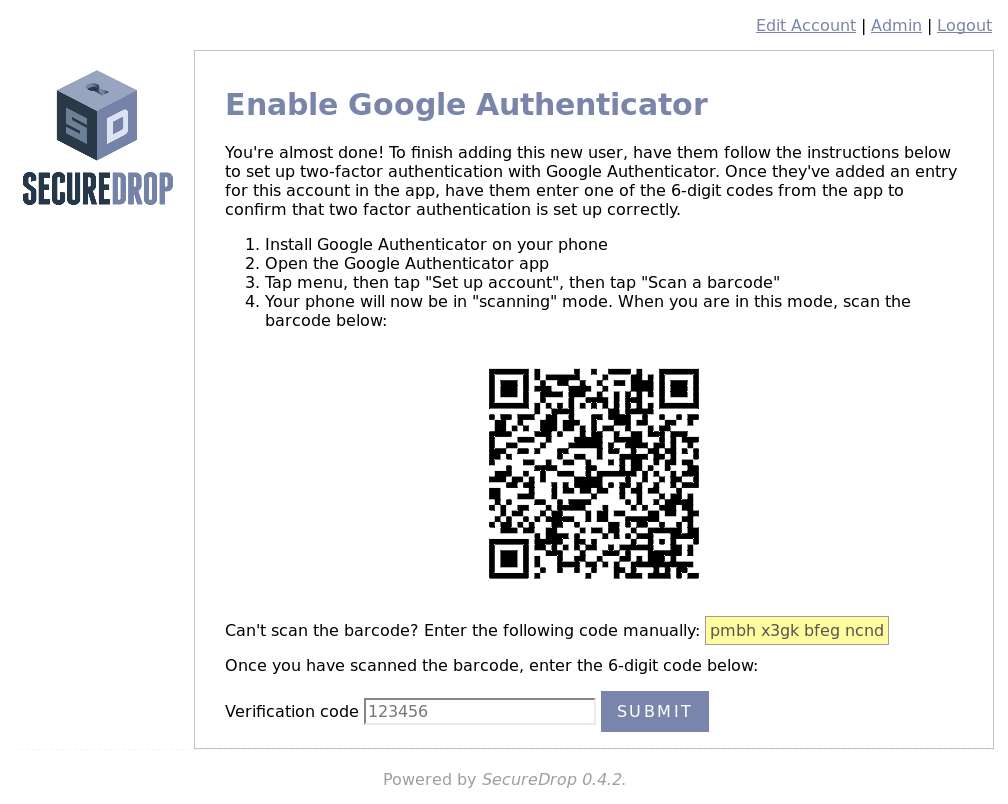 Edit Account | Admin | Logout
SECUREDROP
Enable Google Authenticator
You're almost done! To finish adding this new user, have them follow the instructions below
to set up two-factor authentication with Google Authenticator. Once they've added an entry
for this account in the app, have them enter one of the 6-digit codes from the app to
confirm that two factor authentication is set up correctly.
1. Install Google Authenticator on your phone
2. Open the Google Authenticator app
3. Tap menu, then tap "Set up account", then tap "Scan a barcode"
4. Your phone will now be in "scanning" mode. When you are in this mode, scan the
barcode below:
Can't scan the barcode? Enter the following code manually: pmbh x3gk bfeg ncnd
Once you have scanned the barcode, enter the 6-digit code below:
Verification code 123456 SUBMIT
Powered by SecureDrop 0.4.2.